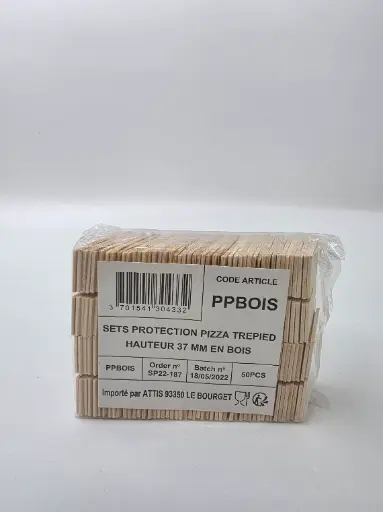 CODE ARTICLE
PPBOIS
3 701541 304332
SETS PROTECTION PIZZA TREPIED
HAUTEUR 37 MM EN BOIS
PPBOIS Order n° Batch n° 50PCS
SP22-187 18/05/2022
Importé par ATTIS 93350 LE BOURGET